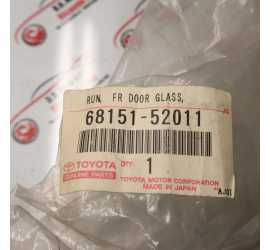 RUN, FR DOOR GLASS,
68151-52011
TOYOTA QTY. 1
GENUINE PARTS
TOYOTA MOTOR CORPORATION
MADE IN JAPAN